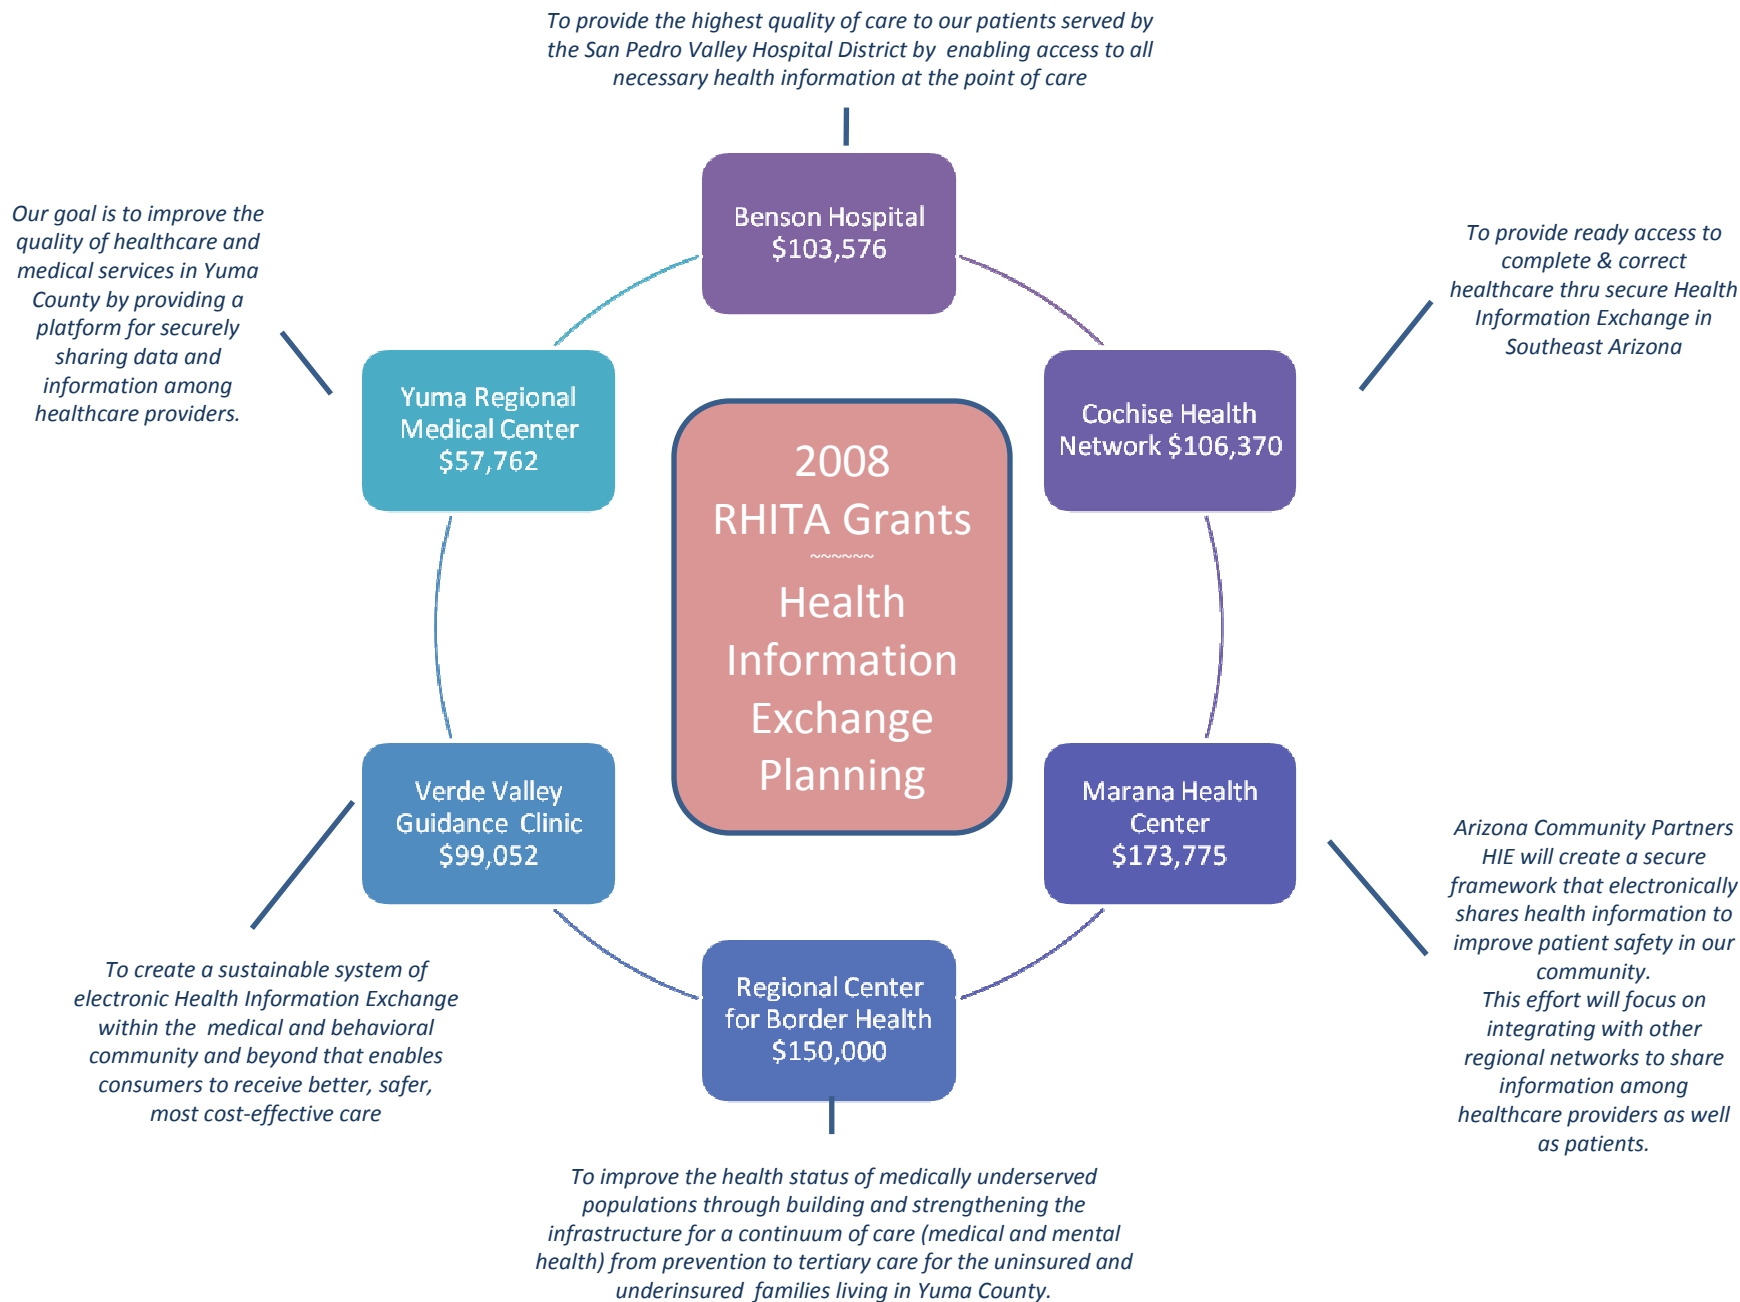 To provide the highest quality of care to our patients served by
the San Pedro Valley Hospital District by  enabling access to all
necessary health information at the point of care
Benson Hospital
$103,576
Our goal is to improve the
quality of healthcare and
medical services in Yuma
County by providing a
platform for securely
sharing data and
information among
healthcare providers.
To provide ready access to
complete & correct
healthcare thru secure Health
Information Exchange in
Southeast Arizona
Yuma Regional
Medical Center
$57,762
Cochise Health
Network $106,370
2008
RHITA Grants
~~~~~~
Health
Information
Exchange
Planning
Verde Valley
Guidance  Clinic
$99,052
Marana Health
Center
$173,775
Arizona Community Partners
HIE will create a secure
framework that electronically
shares health information to
improve patient safety in our
community.
This effort will focus on
integrating with other
regional networks to share
information among
healthcare providers as well
as patients.
To create a sustainable system of
electronic Health Information Exchange
within the  medical and behavioral
community and beyond that enables
consumers to receive better, safer,
most cost-effective care
Regional Center
for Border Health
$150,000
To improve the health status of medically underserved
populations through building and strengthening the
infrastructure for a continuum of care (medical and mental
health) from prevention to tertiary care for the uninsured and
underinsured  families living in Yuma County.